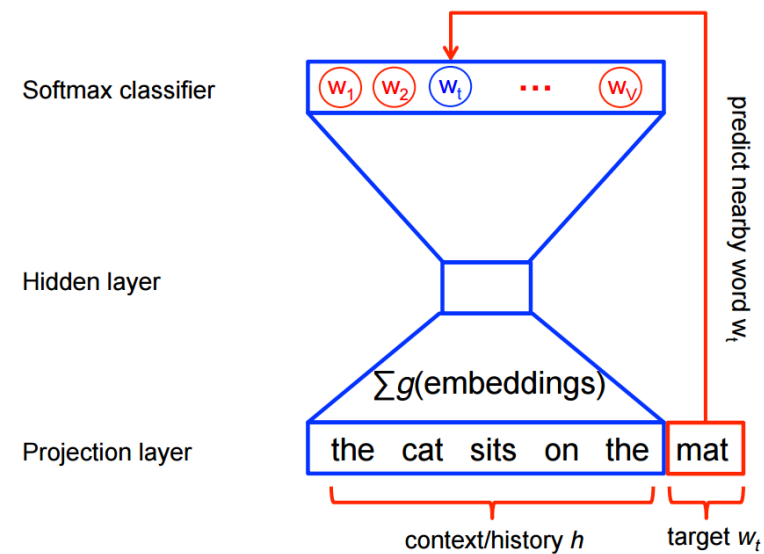 Softmax classifier
w1 w2 wt ... wV
predict nearby word wt
Hidden layer
∑g(embeddings)
Projection layer
the cat sits on the mat
context/history h
target wt